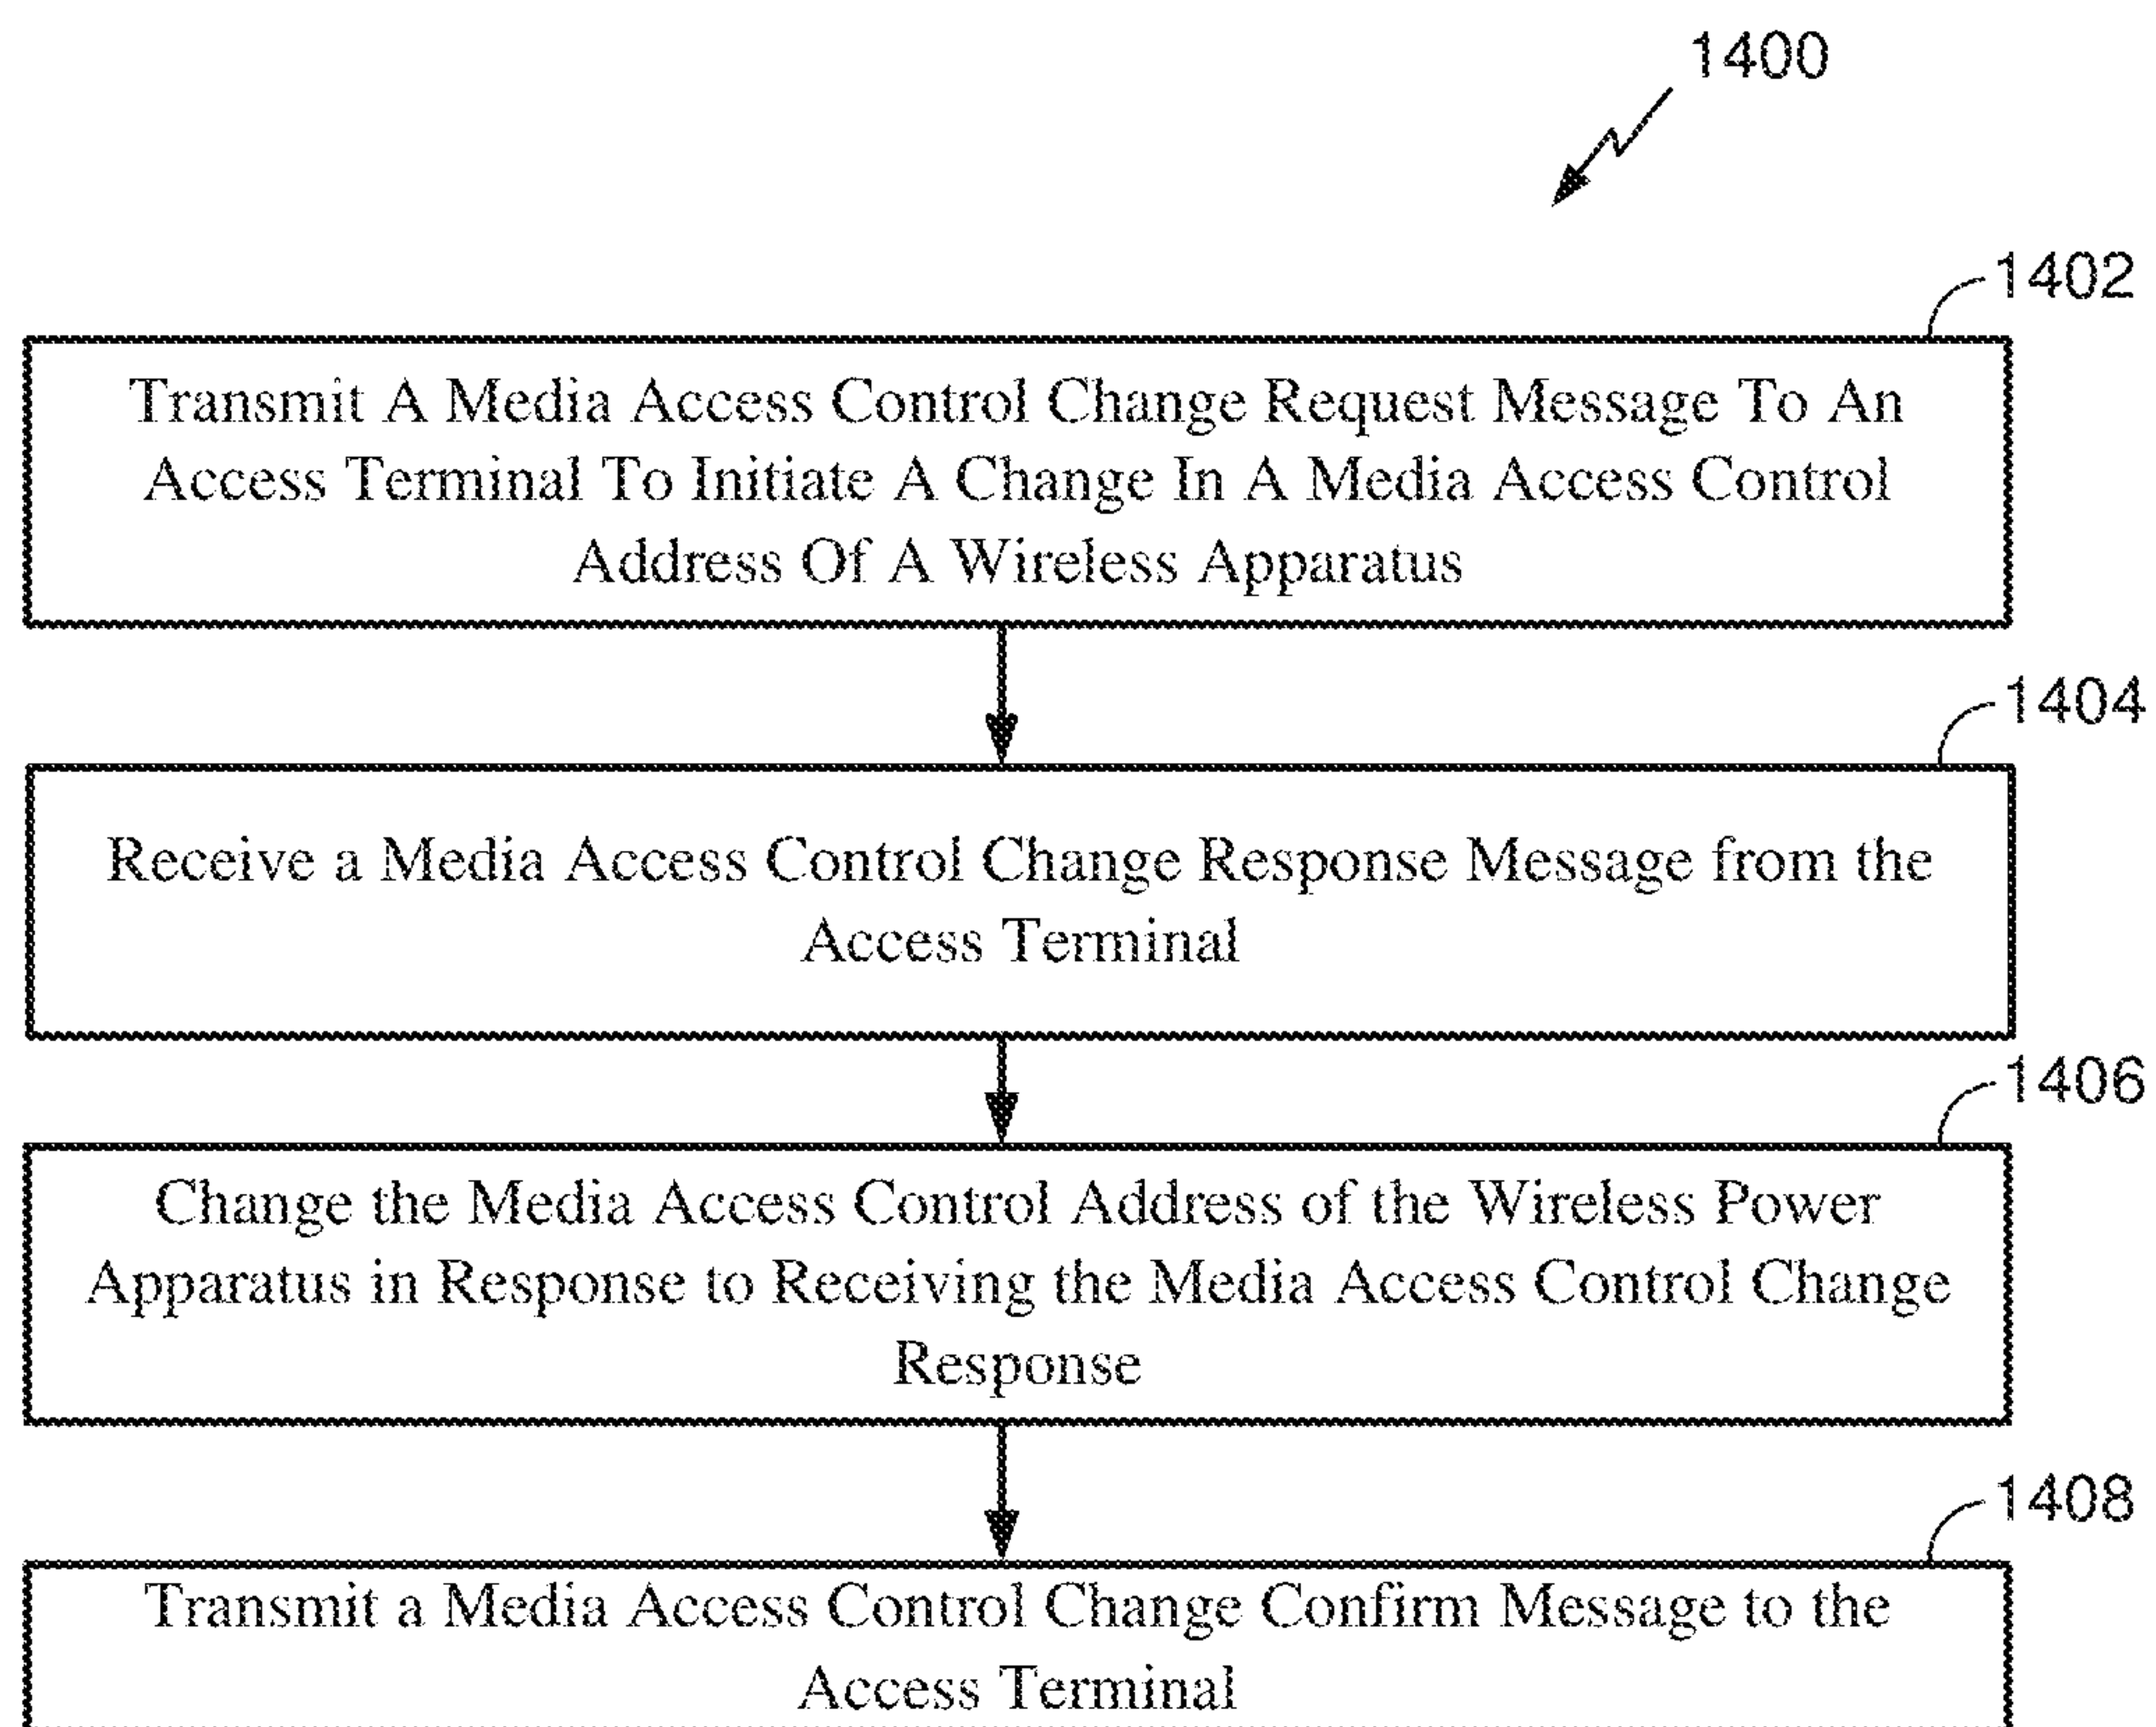 1400
1402
Transmit A Media Access Control Change Request Message To An
Access Terminal To Initiate A Change In A Media Access Control
Address Of A Wireless Apparatus
1404
Receive a Media Access Control Change Response Message from the
Access Terminal
1406
Change the Media Access Control Address of the Wireless Power
Apparatus in Response to Receiving the Media Access Control Change
Response
1408
Transmit a Media Access Control Change Confirm Message to the
Access Terminal